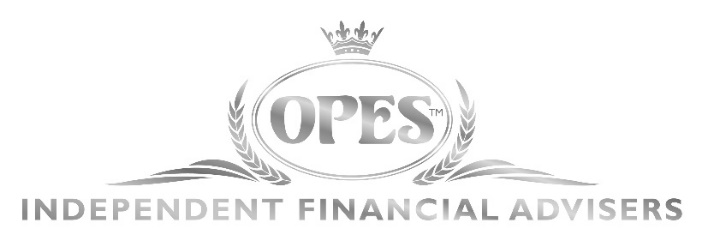 OPES™
INDEPENDENT FINANCIAL ADVISERS